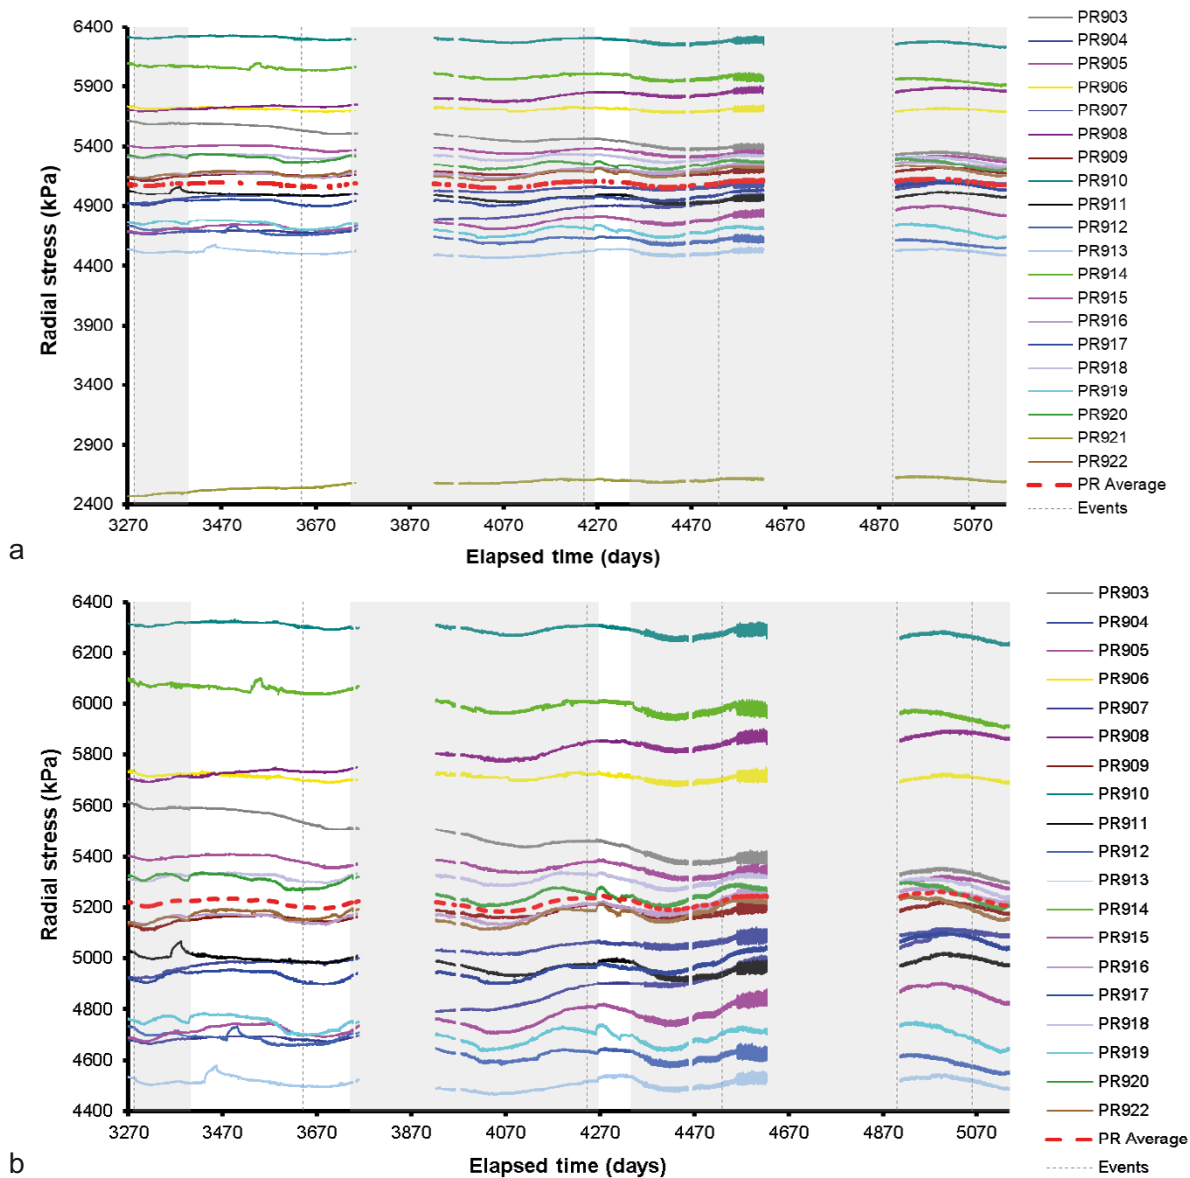 6400
5900
5400
4900
4400
3900
3400
2900
2400
Radial stress (kPa)
3270 3470 3670 3870 4070 4270 4470 4670 4870 5070
Elapsed time (days)
a
PR903
PR904
PR905
PR906
PR907
PR908
PR909
PR910
PR911
PR912
PR913
PR914
PR915
PR916
PR917
PR918
PR919
PR920
PR921
PR922
PR Average
Events
6400
6200
6000
5800
5600
5400
5200
5000
4800
4600
4400
Radial stress (kPa)
3270 3470 3670 3870 4070 4270 4470 4670 4870 5070
Elapsed time (days)
b
PR903
PR904
PR905
PR906
PR907
PR908
PR909
PR910
PR911
PR912
PR913
PR914
PR915
PR916
PR917
PR918
PR919
PR920
PR922
PR Average
Events